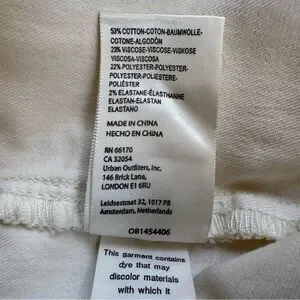 53% COTTON-COTON-BAUMWOLLE-
COTONE-ALGODÓN
23% VISCOSE-VISCOSE-VISKOSE
VISCOSA-VISCOSA
22% POLYESTER-POLYESTER-
POLYESTER-POLIESTERE-
POLIÉSTER
2% ELASTANE-ÉLASTHANNE
ELASTAN-ELASTAN
ELASTANO
MADE IN CHINA
HECHO EN CHINA
RN 66170
CA 32054
Urban Outfitters, Inc.
146 Brick Lane,
LONDON E1 6RU
Leidsestraat 32, 1017 PB
Amsterdam, Netherlands
OB1454406
This garment contains
dye that may
discolor materials
with which it